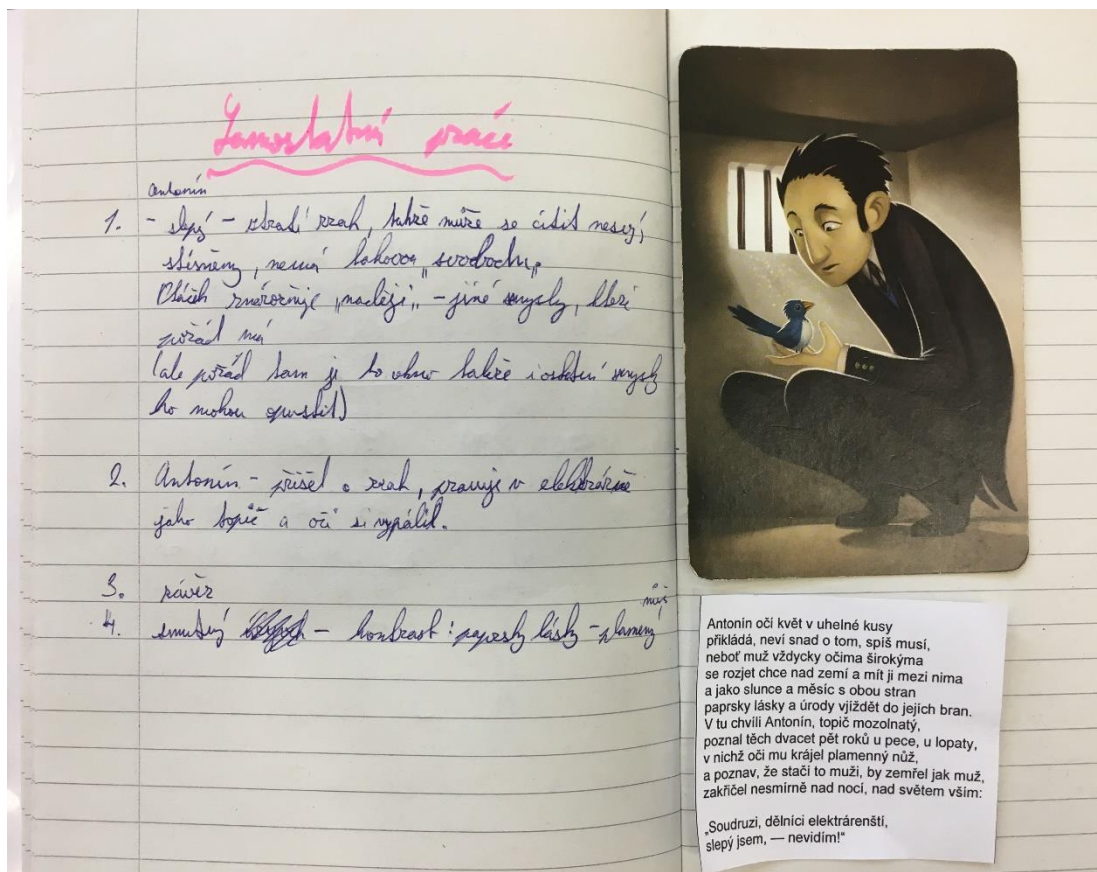 Samostatná práce
Antonín
1. - slepý - ztratí zrak, takže může se cítit
stísněný, nemá takovou „svobodu„
Ptáček znázorňuje „naději„ - jiné smysly, které
pořád má
(ale pořád tam je to okno takže i ostatní smysly
ho mohou opustit)
2. Antonín - přišel o zrak, pracuje v elektrárně
jako topič a oči si vypálil.
3. závěr
nůž
4. smutný - kontrast: paprsky lásky - plamenný
Antonín očí květ v uhelné kusy
přikládá, neví snad o tom, spíš musí,
neboť muž vždycky očima širokýma
se rozjet chce nad zemí a mít ji mezi nima
a jako slunce a měsíc s obou stran
paprsky lásky a úrody vjíždět do jejich bran.
V tu chvíli Antonín, topič mozolnatý,
poznal těch dvacet pět roků u pece, u lopaty,
v nichž oči mu krájel plamenný nůž,
a poznav, že stačí to muži, by zemřel jak muž,
zakřičel nesmírně nad nocí, nad světem vším:
„Soudruzi, dělníci elektrárenští,
slepý jsem, — nevidím!“